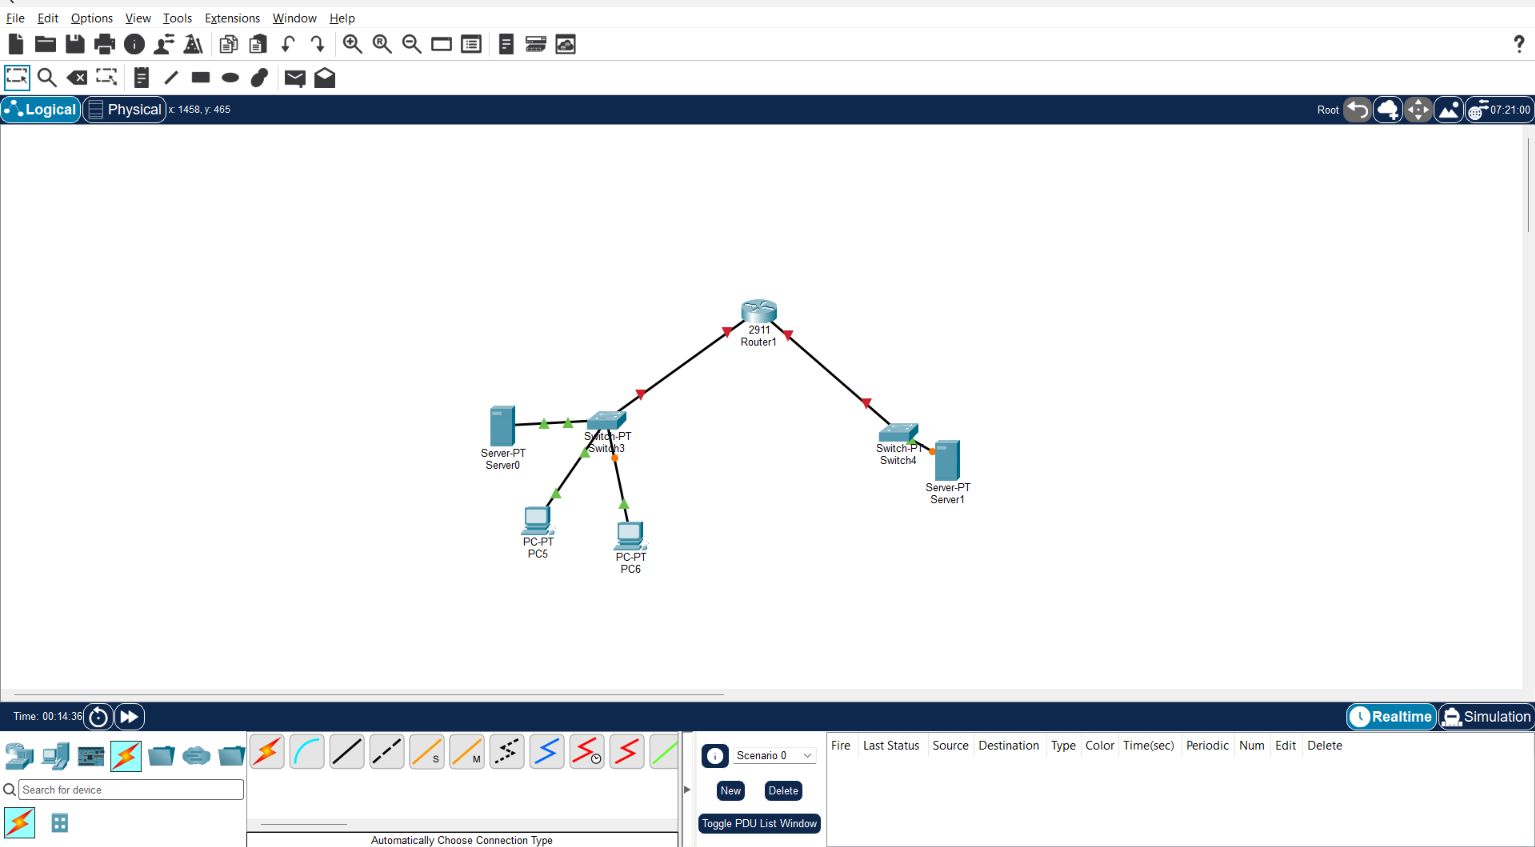 File Edit Options View Tools Extensions Window Help
?
Logical Physical x: 1458, y: 465 Root 07:21:00
2911
Router1
Server-PT
Server0
Switch-PT
Switch3
Switch-PT
Switch4
Server-PT
Server1
PC-PT
PC5
PC-PT
PC6
Time: 00:14:36 Realtime Simulation
S M
Search for device
Automatically Choose Connection Type
Scenario 0
New Delete
Toggle PDU List Window
Fire Last Status Source Destination Type Color Time(sec) Periodic Num Edit Delete